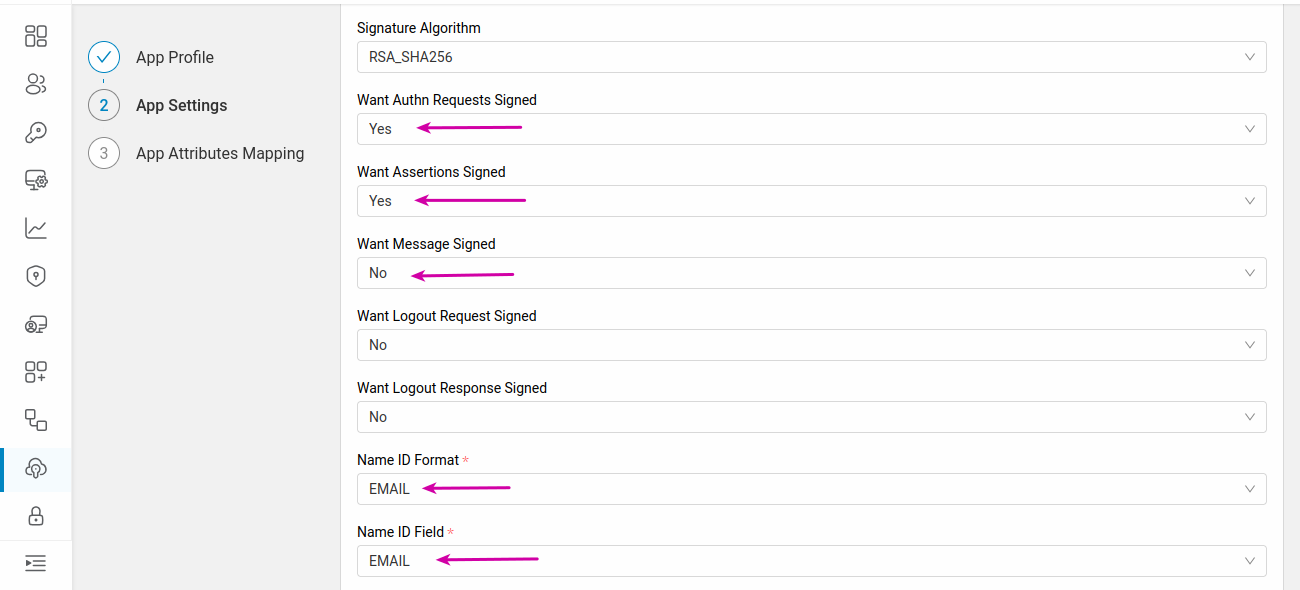 App Profile
2
App Settings
3
App Attributes Mapping
Signature Algorithm
RSA_SHA256
Want Authn Requests Signed
Yes
Want Assertions Signed
Yes
Want Message Signed
No
Want Logout Request Signed
No
Want Logout Response Signed
No
Name ID Format *
EMAIL
Name ID Field *
EMAIL